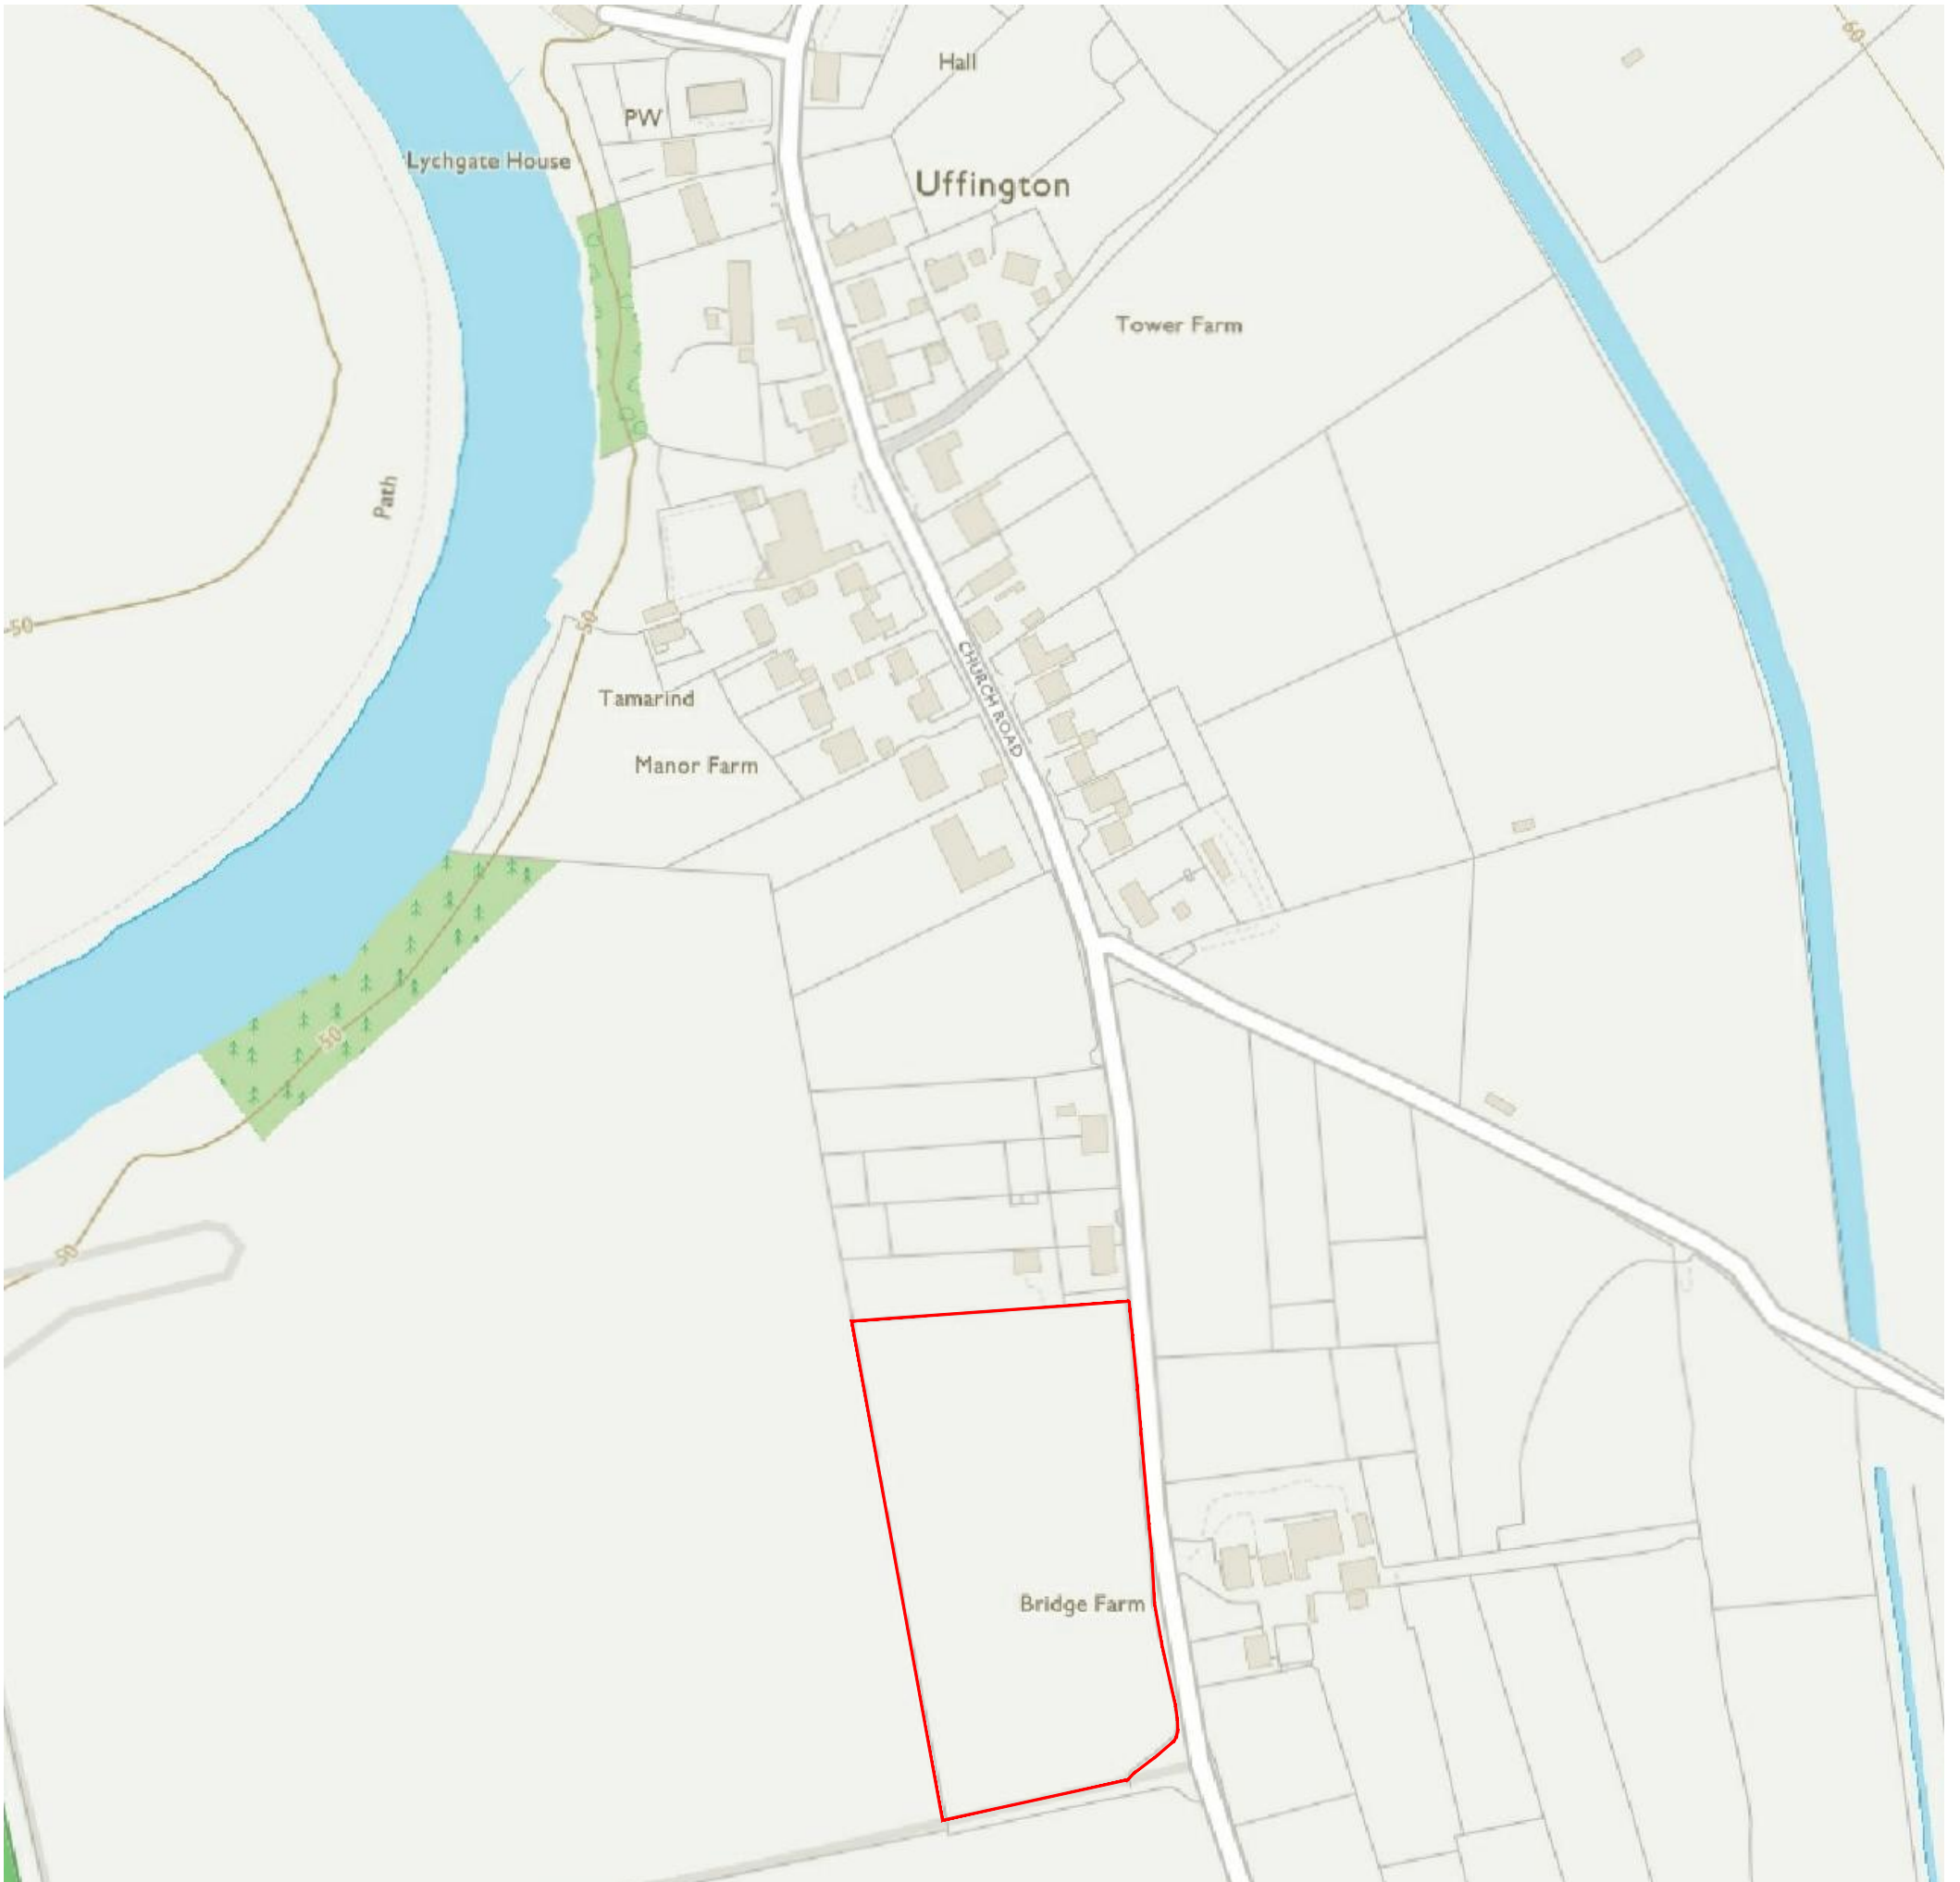 60
Hall
PW
Lychgate House
Uffington
Tower Farm
Path
50
50
CHURCH ROAD
Tamarind
Manor Farm
50
50
Bridge Farm